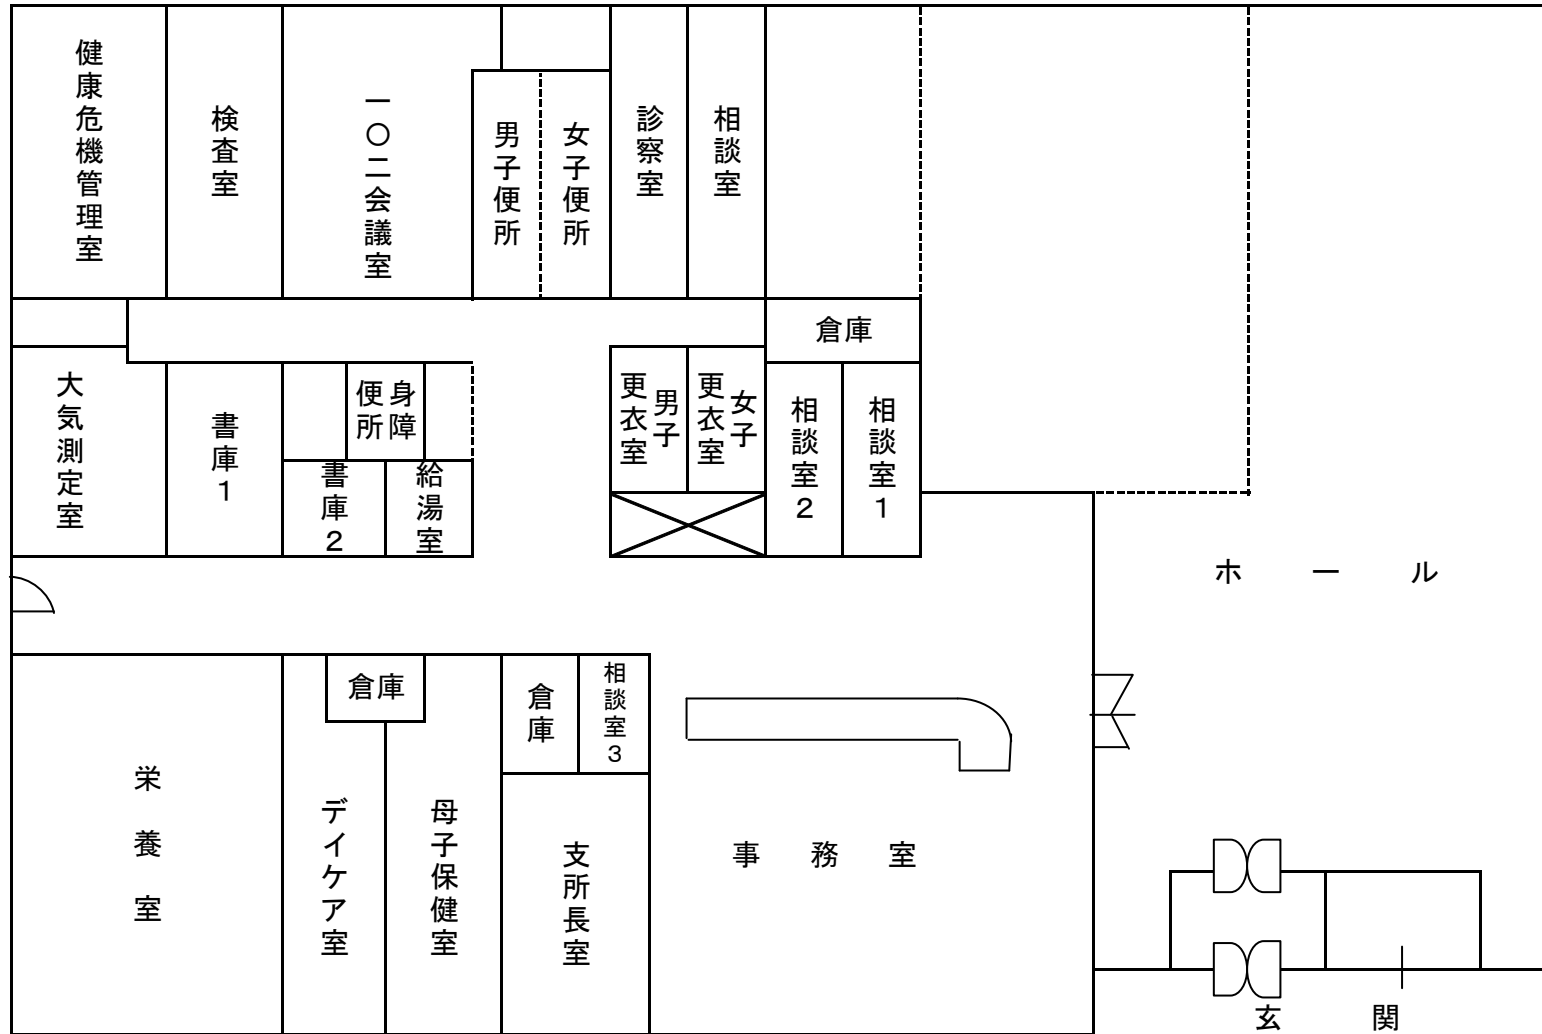 健康危機管理室
検査室
一〇二会議室
男子便所
女子便所
診察室
相談室
倉庫
大気測定室
書庫1
身障
便所
書庫2
給湯室
男子
更衣室
女子
更衣室
相談室2
相談室1
ホール
栄養室
倉庫
デイケア室
母子保健室
倉庫
相談室3
支所長室
事務室
玄関